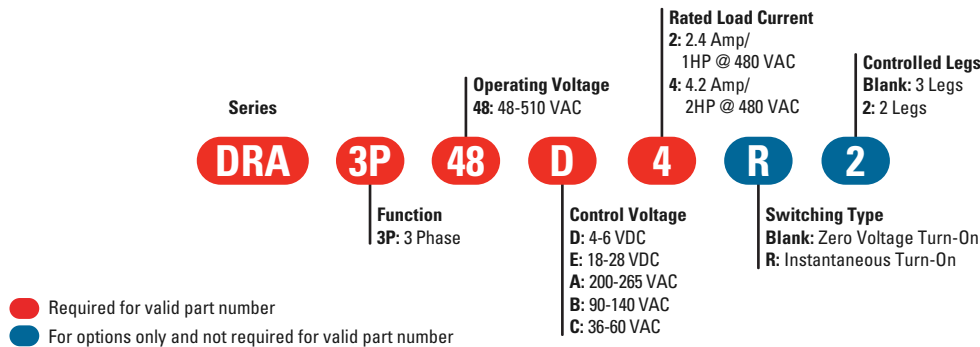 Rated Load Current
2: 2.4 Amp/
1HP @ 480 VAC
4: 4.2 Amp/
2HP @ 480 VAC
Controlled Legs
Blank: 3 Legs
2: 2 Legs
Operating Voltage
48: 48-510 VAC
Series
DRA
3P
48
D
4
R
2
Function
3P: 3 Phase
Control Voltage
D: 4-6 VDC
E: 18-28 VDC
A: 200-265 VAC
B: 90-140 VAC
C: 36-60 VAC
Switching Type
Blank: Zero Voltage Turn-On
R: Instantaneous Turn-On
Required for valid part number
For options only and not required for valid part number